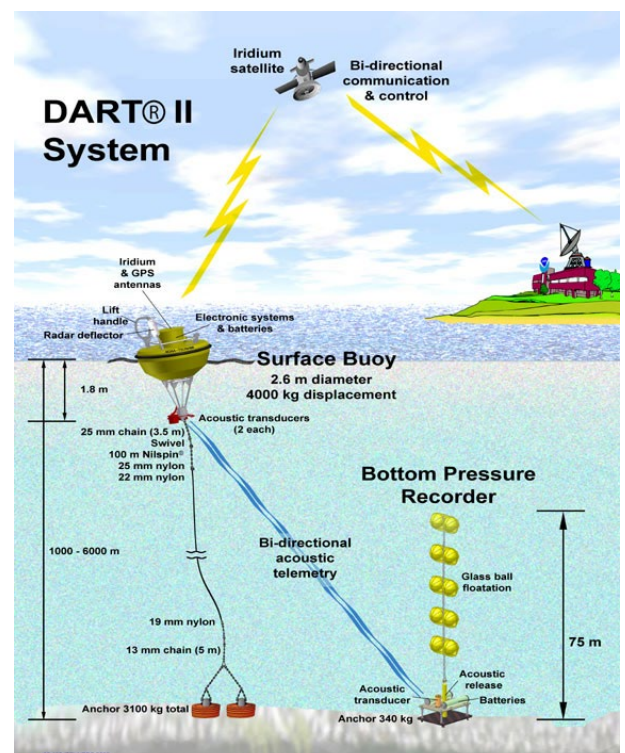 Iridium
satellite
Bi-directional
communication
& control
DART® II
System
Iridium
& GPS
antennas
Lift
handle
Radar deflector
Electronic systems
& batteries
Surface Buoy
2.6 m diameter
4000 kg displacement
1.8 m
Acoustic transducers
(2 each)
25 mm chain (3.5 m)
Swivel
100 m Nilspin©
25 mm nylon
22 mm nylon
Bottom Pressure
Recorder
1000 - 6000 m
Bi-directional
acoustic
telemetry
Glass ball
floatation
75 m
19 mm nylon
13 mm chain (5 m)
Acoustic
transducer
Acoustic
release
Batteries
Anchor 3100 kg total
Anchor 340 kg